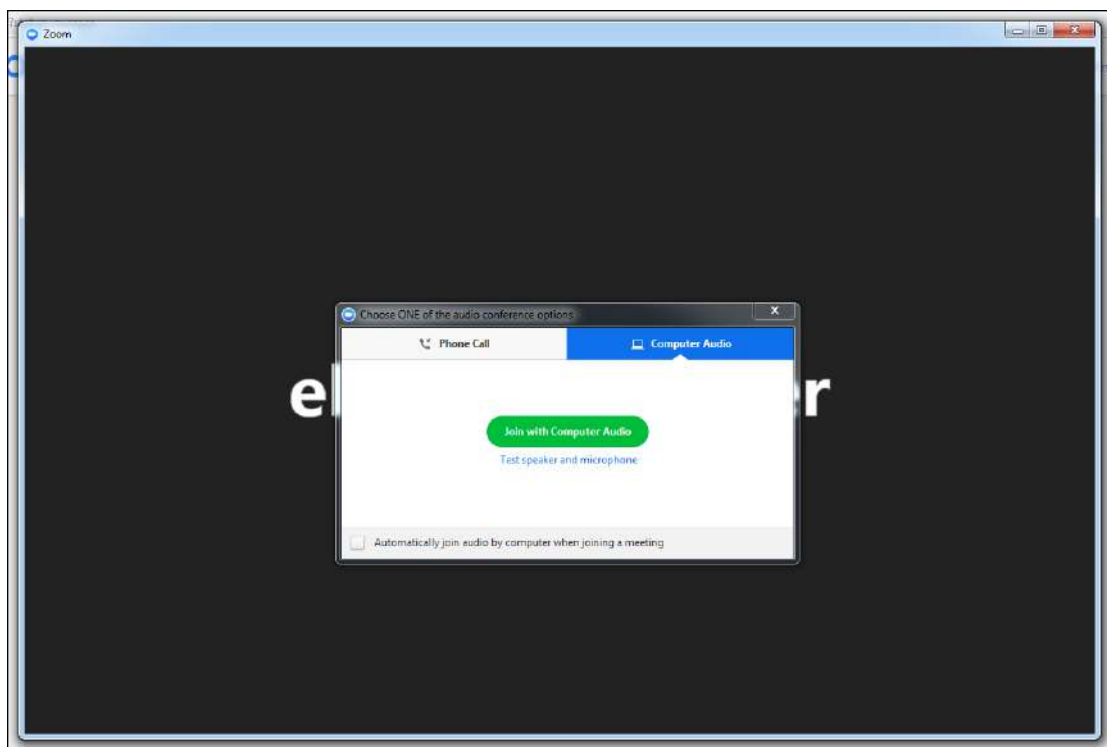 Zoom
Choose ONE of the audio conference options
Phone Call
Computer Audio
Join with Computer Audio
Test speaker and microphone
Automatically join audio by computer when joining a meeting